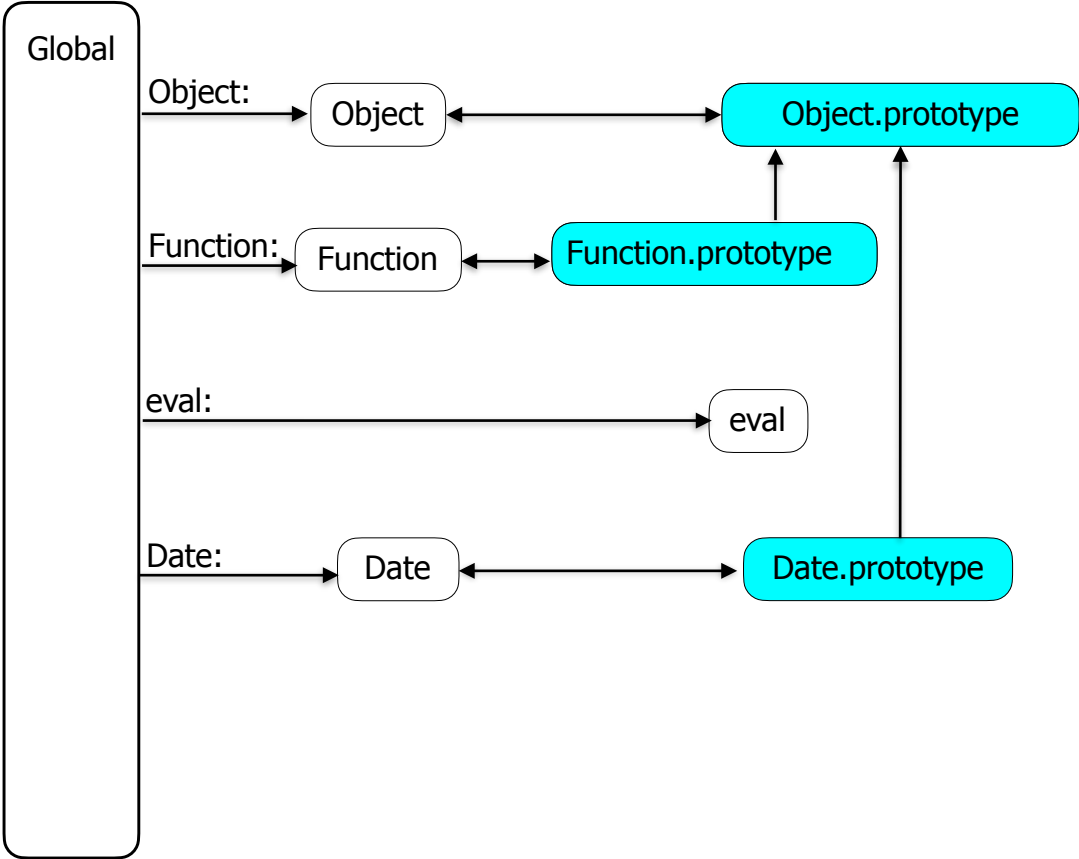 Global
Object:
Object
Object.prototype
Function:
Function
Function.prototype
eval:
eval
Date:
Date
Date.prototype